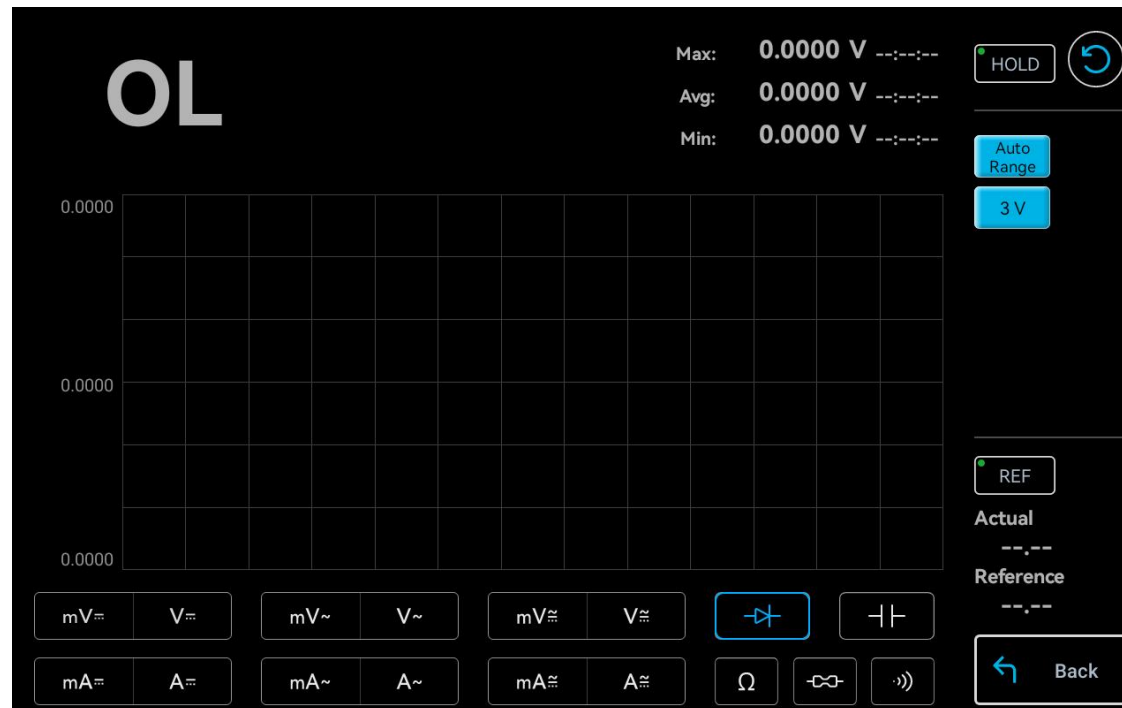 OL
Max: 0.0000 V --:--:--
Avg: 0.0000 V --:--:--
Min: 0.0000 V --:--:--
HOLD
Auto
Range
3 V
0.0000
0.0000
0.0000
REF
Actual
--.--
Reference
--.--
mV⎓ V⎓ mV~ V~ mV≅ V≅
mA⎓ A⎓ mA~ A~ mA≅ A≅ Ω
Back